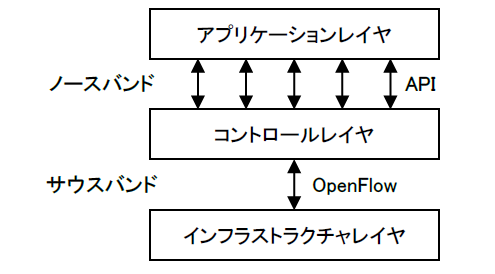 アプリケーションレイヤ
ノースバンド
API
コントロールレイヤ
サウスバンド
OpenFlow
インフラストラクチャレイヤ